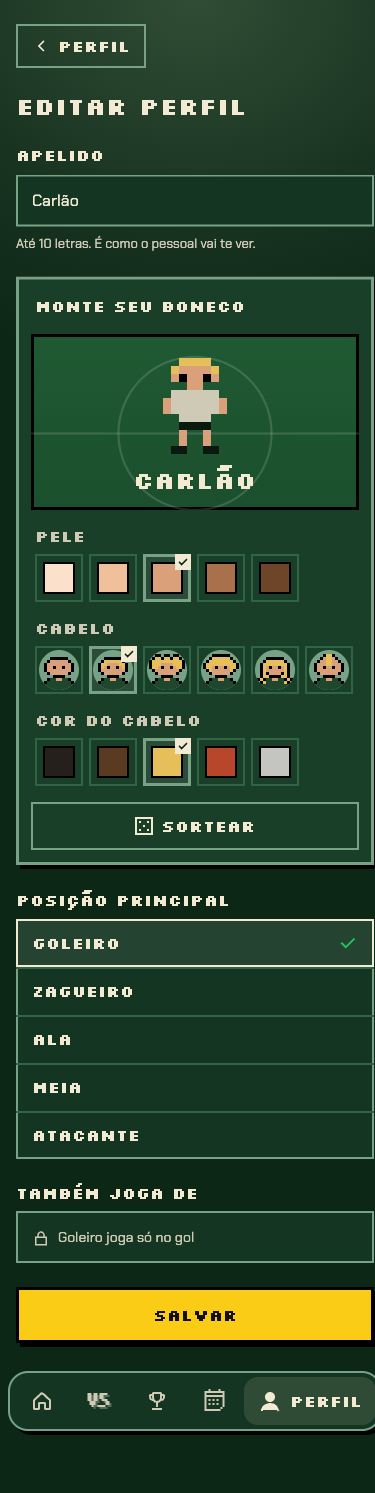 PERFIL
EDITAR PERFIL
APELIDO
Carlão
Até 10 letras. É como o pessoal vai te ver.
MONTE SEU BONECO
CARLÃO
PELE
CABELO
COR DO CABELO
SORTEAR
POSIÇÃO PRINCIPAL
GOLEIRO
ZAGUEIRO
ALA
MEIA
ATACANTE
TAMBÉM JOGA DE
Goleiro joga só no gol
SALVAR
VS PERFIL